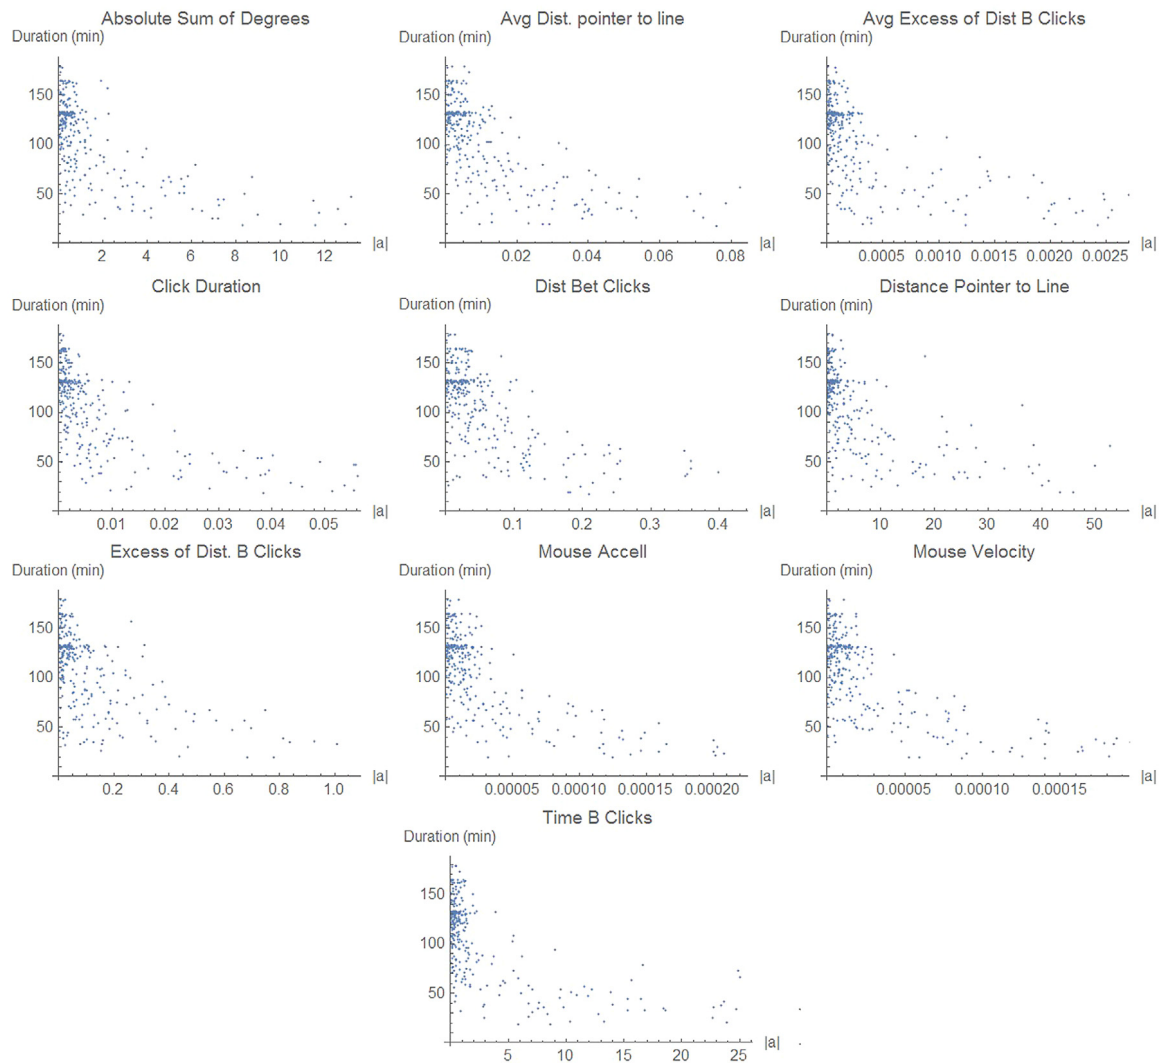 Absolute Sum of Degrees
Avg Dist. pointer to line
Avg Excess of Dist B Clicks
Duration (min)
Duration (min)
Duration (min)
150
150
150
100
100
100
50
50
50
2 4 6 8 10 12 |a|
0.02 0.04 0.06 0.08 |a|
0.0005 0.0010 0.0015 0.0020 0.0025 |a|
Click Duration
Dist Bet Clicks
Distance Pointer to Line
Duration (min)
Duration (min)
Duration (min)
150
150
150
100
100
100
50
50
50
0.01 0.02 0.03 0.04 0.05 |a|
0.1 0.2 0.3 0.4 |a|
10 20 30 40 50 |a|
Excess of Dist. B Clicks
Mouse Accell
Mouse Velocity
Duration (min)
Duration (min)
Duration (min)
150
150
150
100
100
100
50
50
50
0.2 0.4 0.6 0.8 1.0 |a|
0.00005 0.00010 0.00015 0.00020 |a|
0.00005 0.00010 0.00015 |a|
Time B Clicks
Duration (min)
150
100
50
5 10 15 20 25 |a|